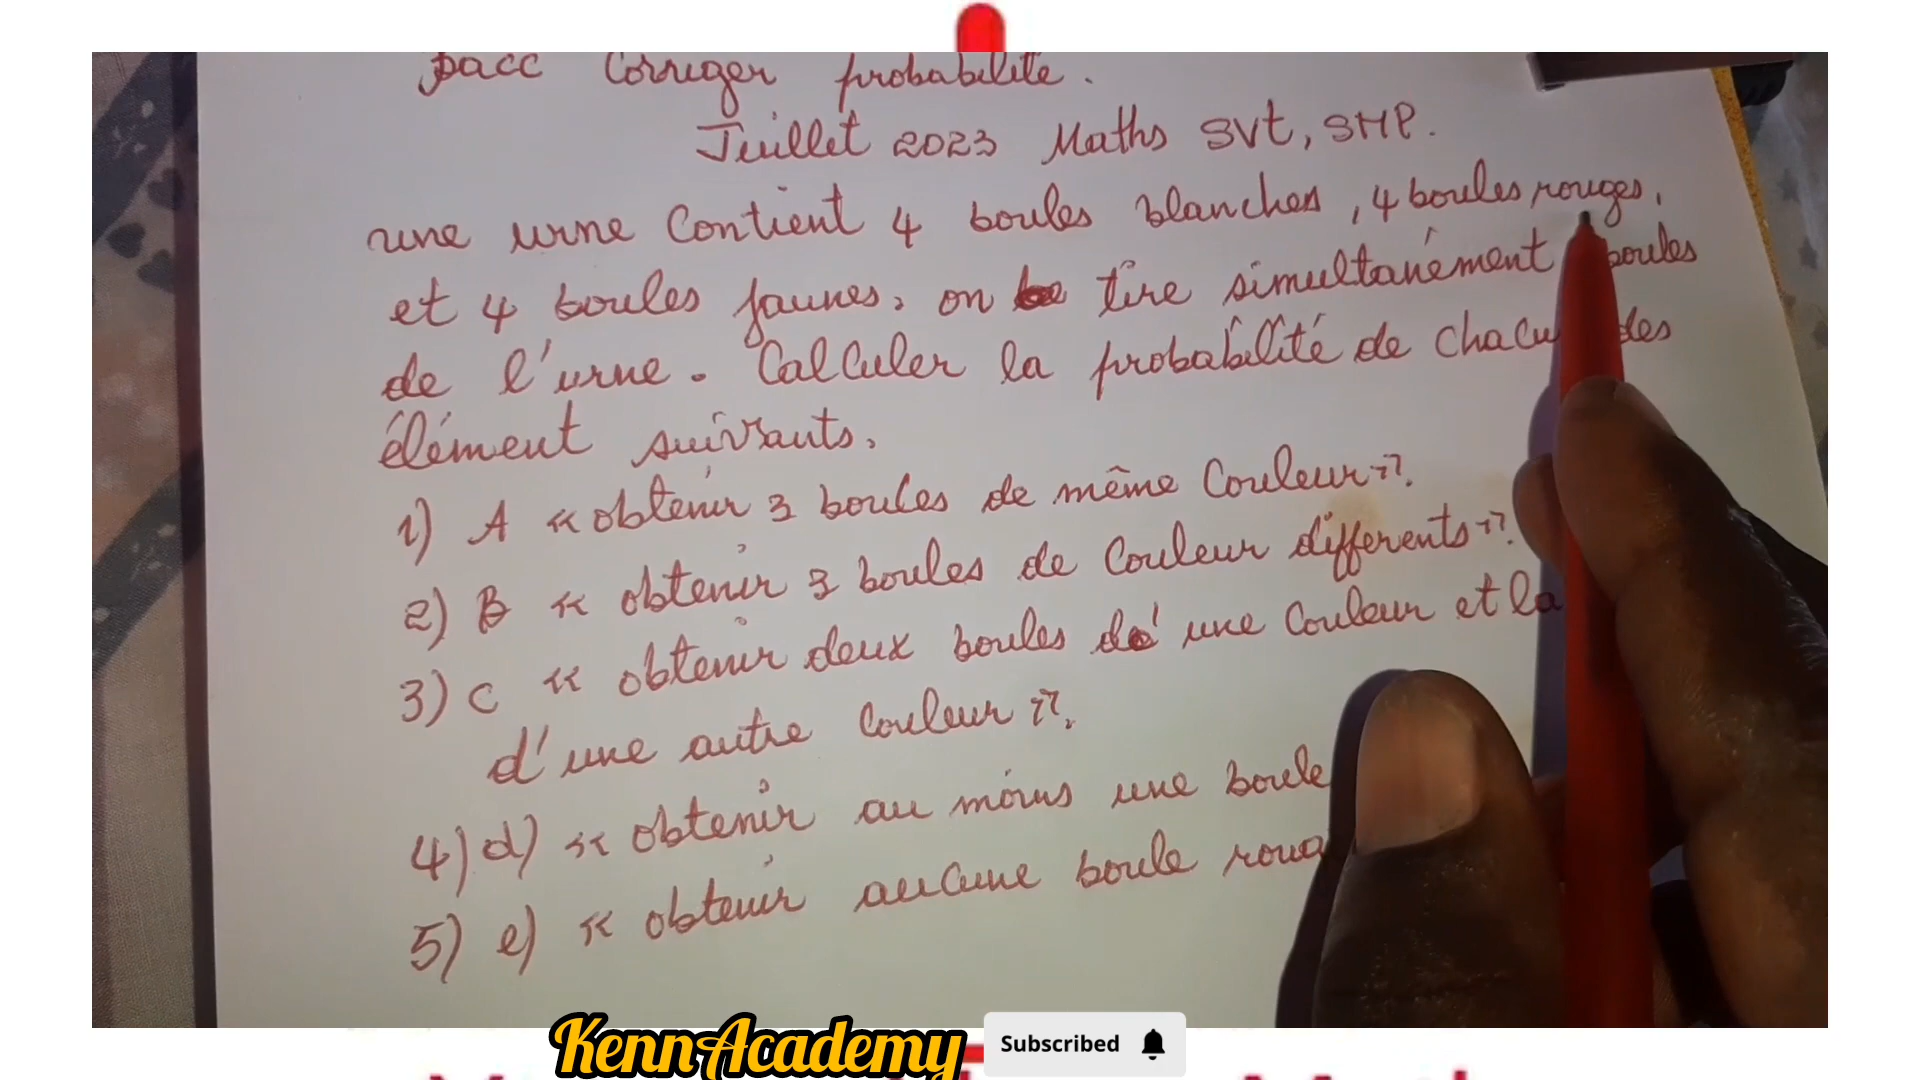 bacc Corriger probabilité.
Juillet 2023 Maths SVt, SMP.
une urne Contient 4 boules blanches, 4 boules rouges,
et 4 boules jaunes, on tire simultanément boules
de l'urne. Calculer la probabilité de chacu des
élément suivants.
1) A « obtenir 3 boules de même Couleur ».
2) B « obtenir 3 boules de Couleur differents ».
3) C « obtenir deux boules d' une Couleur et la
d'une autre Couleur ».
4) d) « obtenir au moins une boule
5) e) « obtenir aucune boule roug
KennAcademy
Subscribed